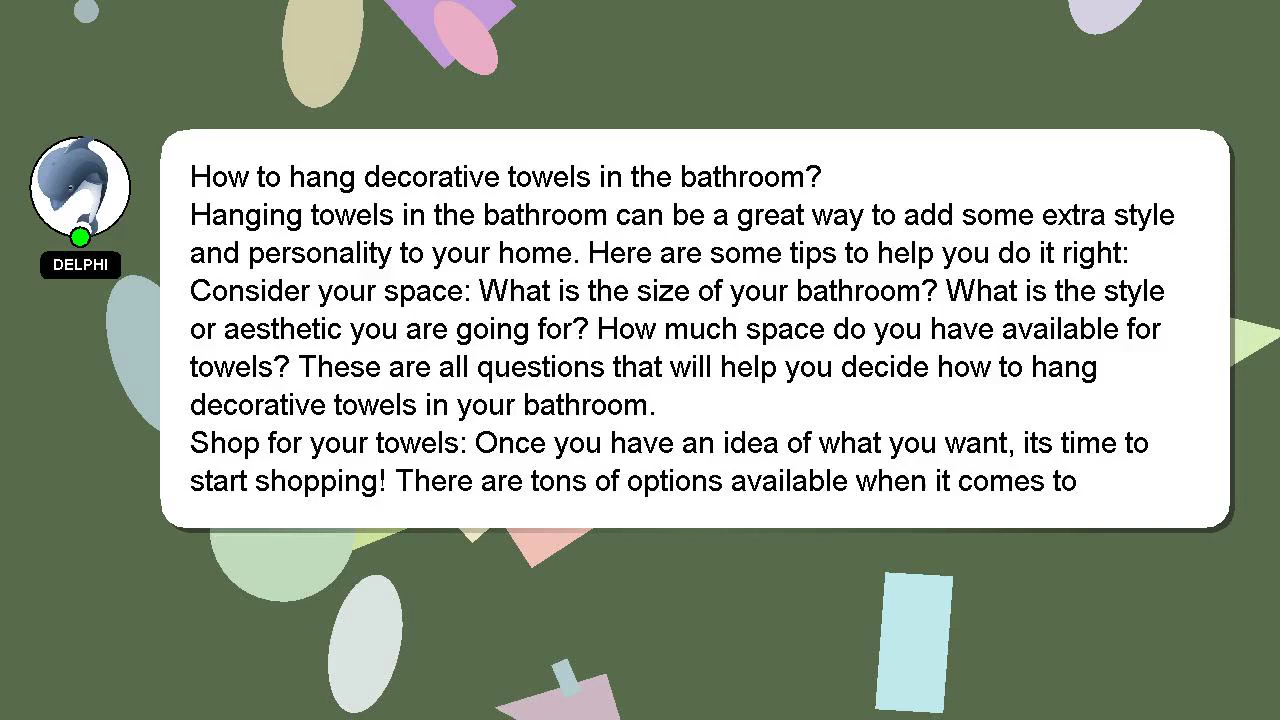 DELPHI
How to hang decorative towels in the bathroom?
Hanging towels in the bathroom can be a great way to add some extra style
and personality to your home. Here are some tips to help you do it right:
Consider your space: What is the size of your bathroom? What is the style
or aesthetic you are going for? How much space do you have available for
towels? These are all questions that will help you decide how to hang
decorative towels in your bathroom.
Shop for your towels: Once you have an idea of what you want, its time to
start shopping! There are tons of options available when it comes to